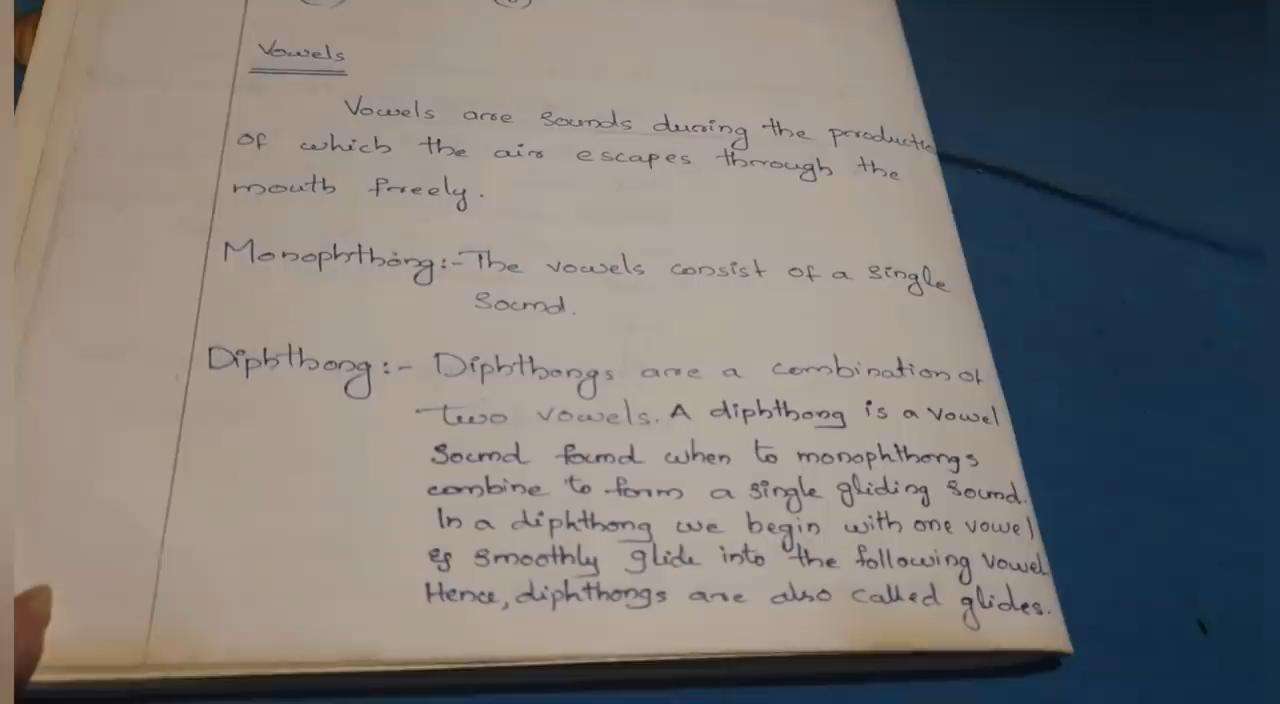 Vowels
Vowels are sounds during the producti
of which the air escapes through the
mouth freely.
Monophthong:- The vowels consist of a single
Sound.
Diphthong:- Diphthongs are a combination of
two vowels. A diphthong is a vowel
Sound found when to monophthongs
combine to form a single gliding sound.
In a diphthong we begin with one vowel
& smoothly glide into the following vowel.
Hence, diphthongs are also called glides.